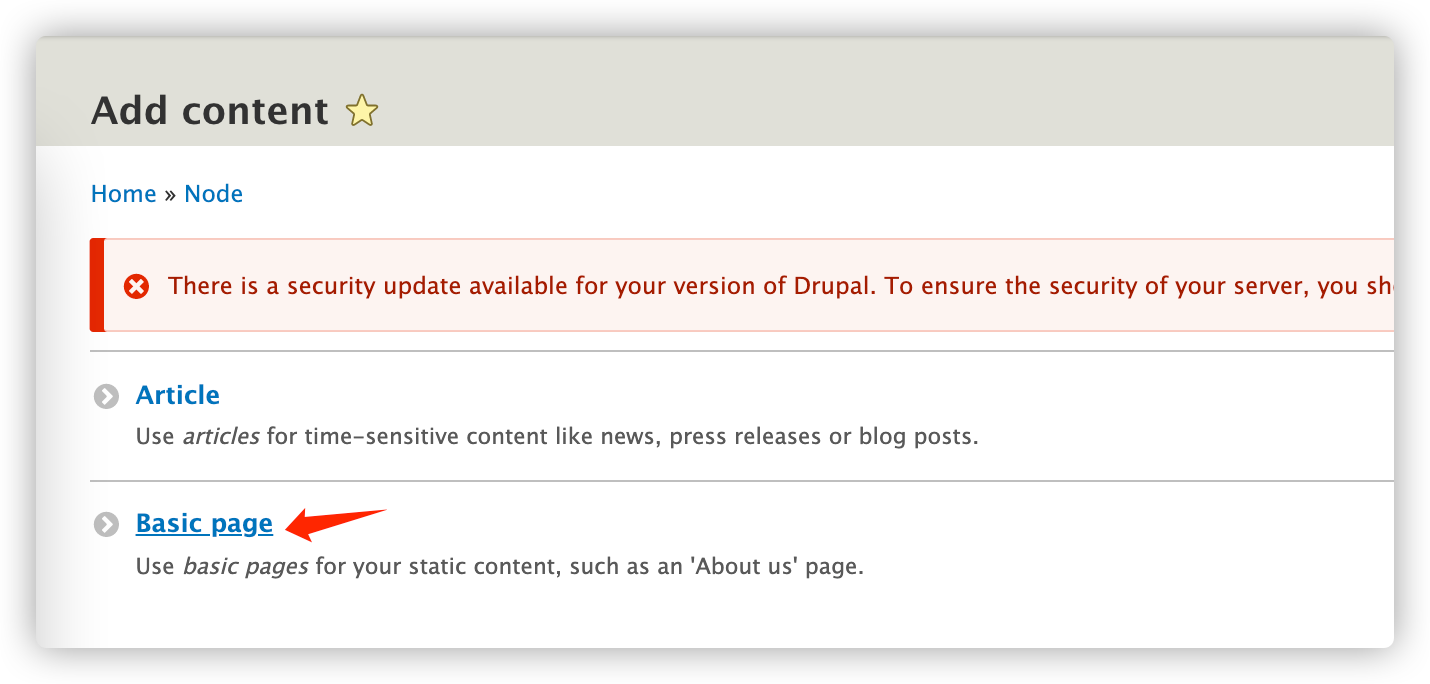 Add content
Home » Node
There is a security update available for your version of Drupal. To ensure the security of your server, you
Article
Use articles for time-sensitive content like news, press releases or blog posts.
Basic page
Use basic pages for your static content, such as an 'About us' page.